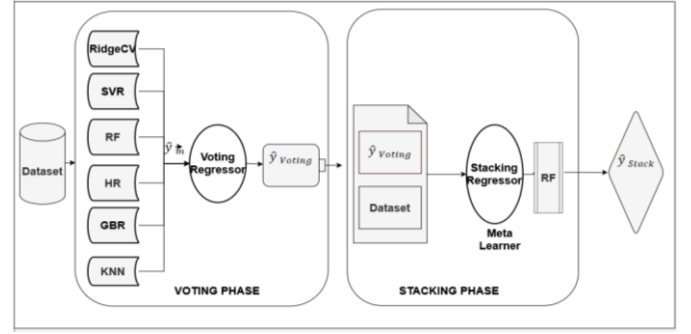 RidgeCV
SVR
RF
HR
GBR
KNN
Dataset
ŷ m
Voting
Regressor
ŷ Voting
VOTING PHASE
ŷ Voting
Dataset
Stacking
Regressor
Meta
Learner
RF
STACKING PHASE
ŷ Stack